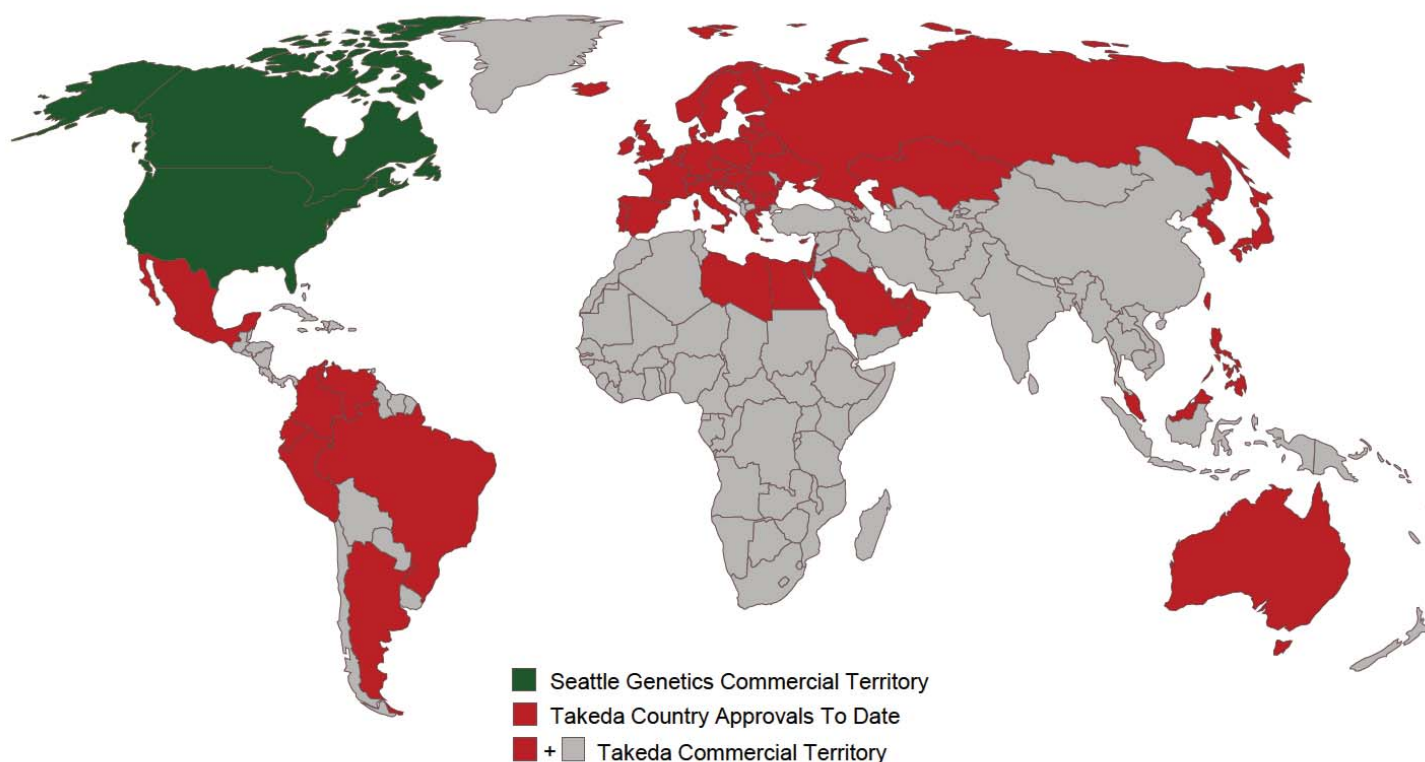 Seattle Genetics Commercial Territory
Takeda Country Approvals To Date
+ Takeda Commercial Territory